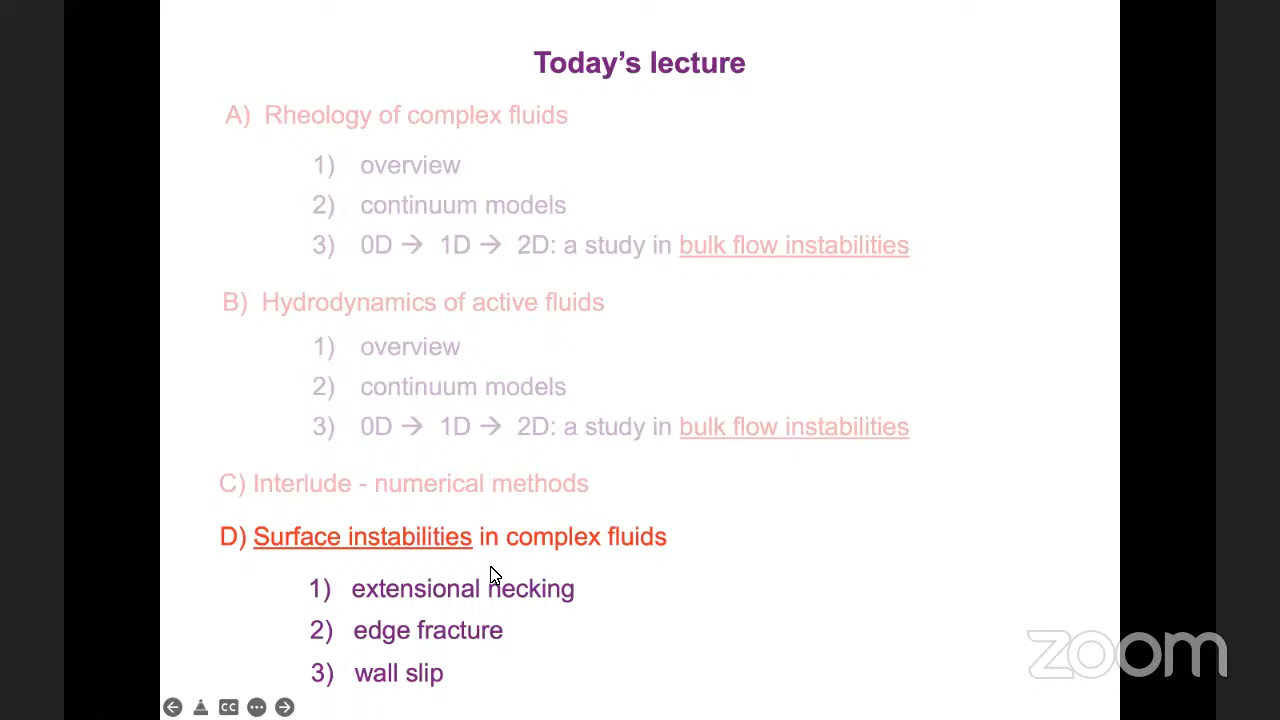 Today's lecture
A) Rheology of complex fluids
1) overview
2) continuum models
3) 0D → 1D → 2D: a study in bulk flow instabilities
B) Hydrodynamics of active fluids
1) overview
2) continuum models
3) 0D → 1D → 2D: a study in bulk flow instabilities
C) Interlude - numerical methods
D) Surface instabilities in complex fluids
1) extensional necking
2) edge fracture
3) wall slip
zoom
CC